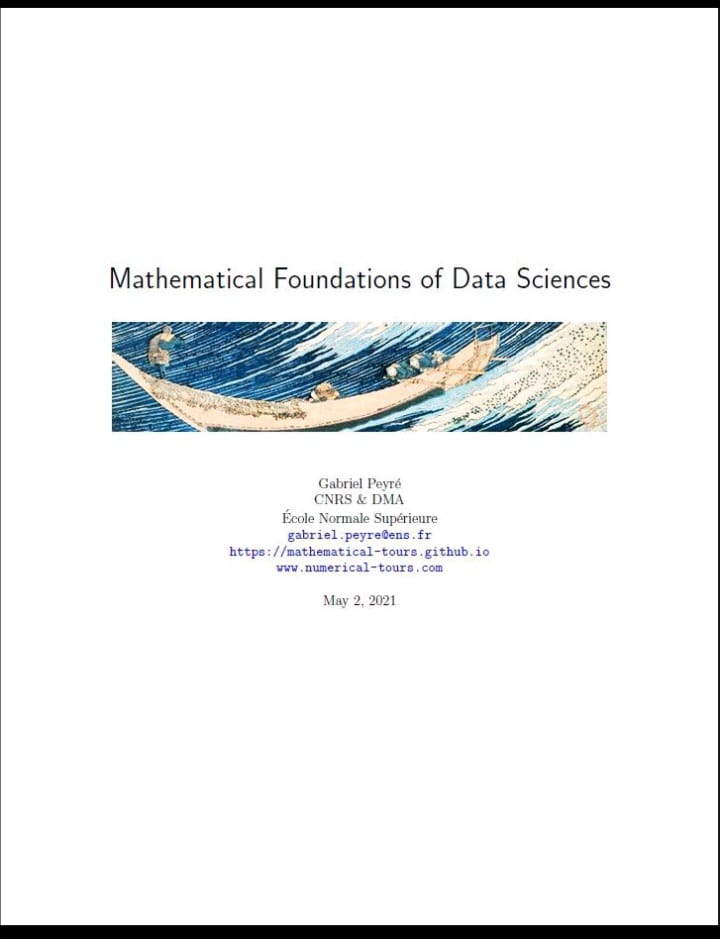 Mathematical Foundations of Data Sciences
Gabriel Peyré
CNRS & DMA
École Normale Supérieure
gabriel.peyre@ens.fr
https://mathematical-tours.github.io
www.numerical-tours.com
May 2, 2021